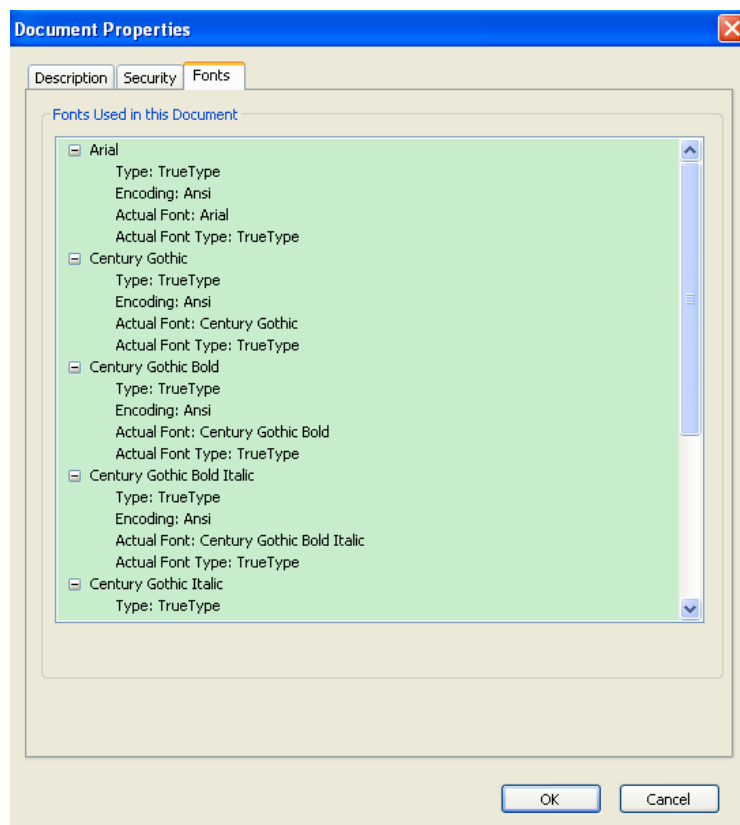 Document Properties
Description Security Fonts
Fonts Used in this Document
Arial
Type: TrueType
Encoding: Ansi
Actual Font: Arial
Actual Font Type: TrueType
Century Gothic
Type: TrueType
Encoding: Ansi
Actual Font: Century Gothic
Actual Font Type: TrueType
Century Gothic Bold
Type: TrueType
Encoding: Ansi
Actual Font: Century Gothic Bold
Actual Font Type: TrueType
Century Gothic Bold Italic
Type: TrueType
Encoding: Ansi
Actual Font: Century Gothic Bold Italic
Actual Font Type: TrueType
Century Gothic Italic
Type: TrueType
OK Cancel